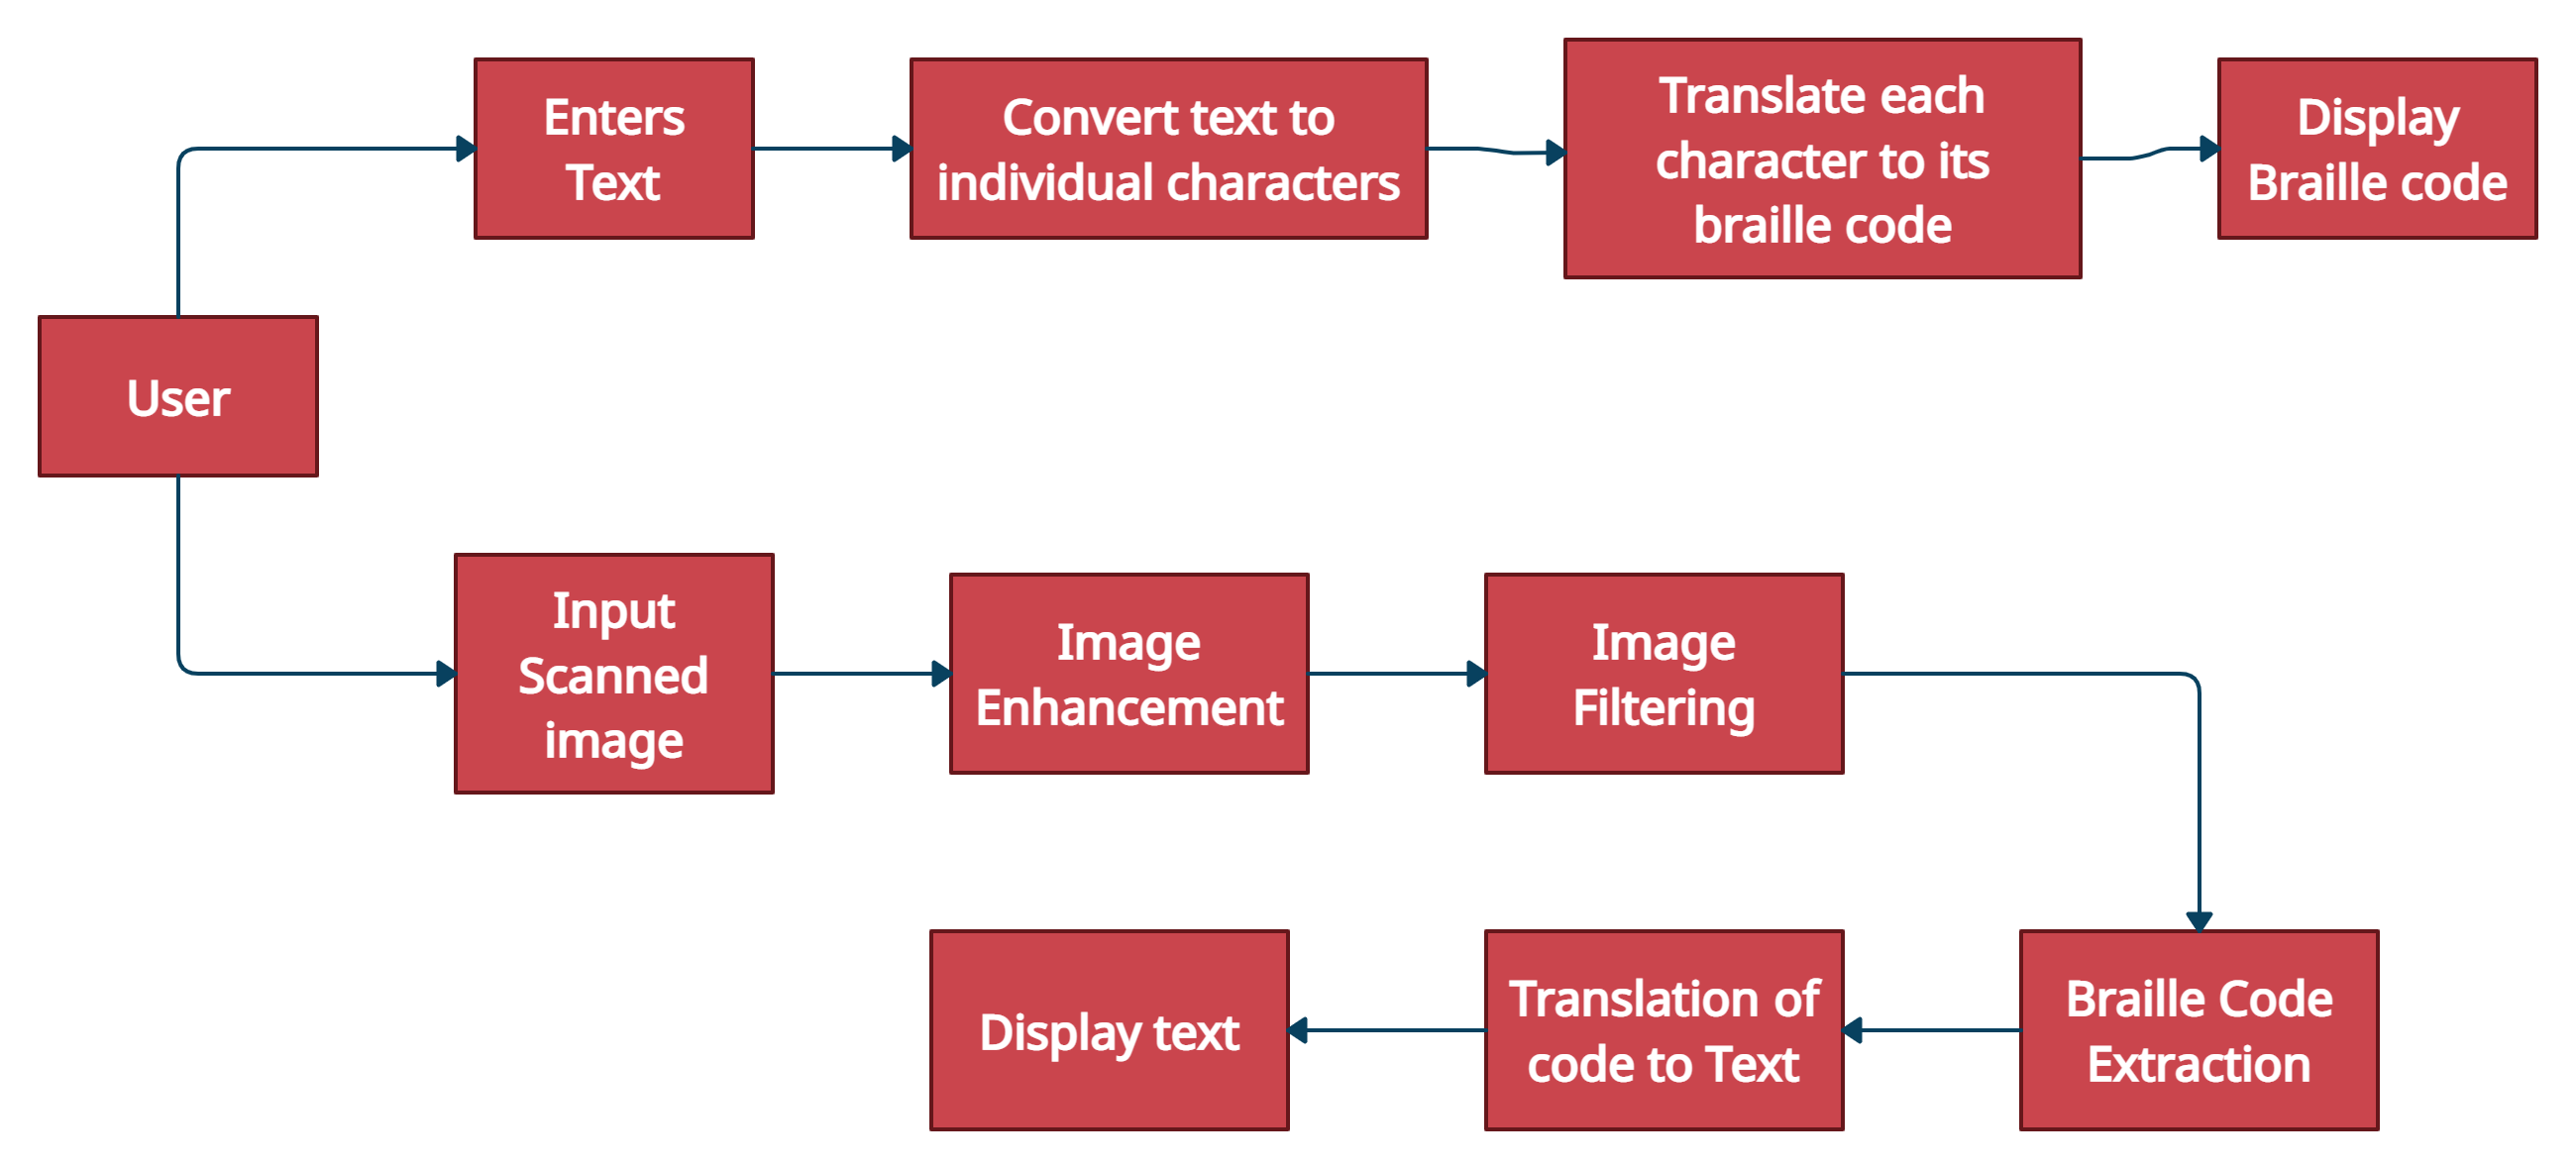 Enters
Text
Convert text to
individual characters
Translate each
character to its
braille code
Display
Braille code
User
Input
Scanned
image
Image
Enhancement
Image
Filtering
Braille Code
Extraction
Translation of
code to Text
Display text